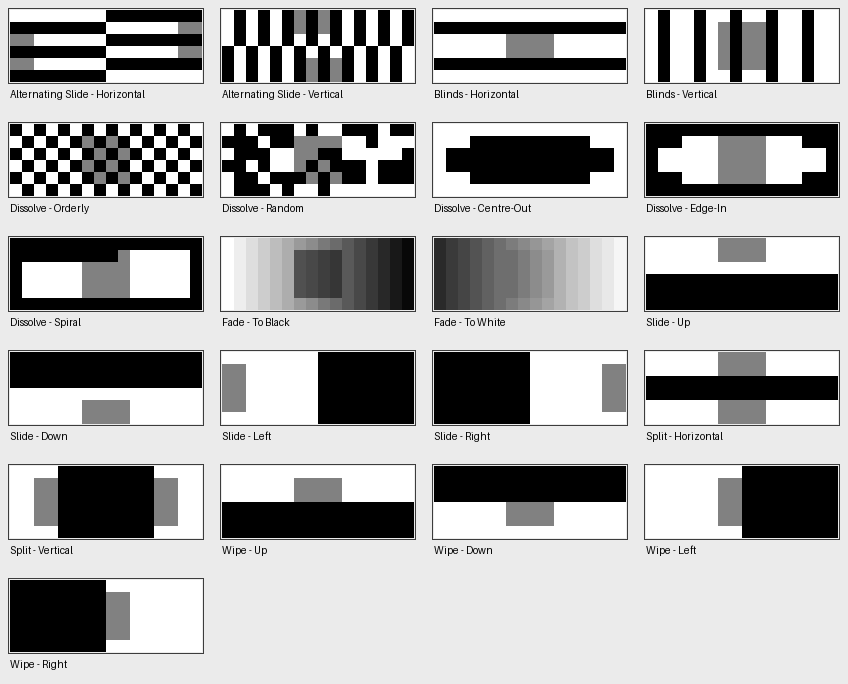 Alternating Slide - Horizontal
Alternating Slide - Vertical
Blinds - Horizontal
Blinds - Vertical
Dissolve - Orderly
Dissolve - Random
Dissolve - Centre-Out
Dissolve - Edge-In
Dissolve - Spiral
Fade - To Black
Fade - To White
Slide - Up
Slide - Down
Slide - Left
Slide - Right
Split - Horizontal
Split - Vertical
Wipe - Up
Wipe - Down
Wipe - Left
Wipe - Right